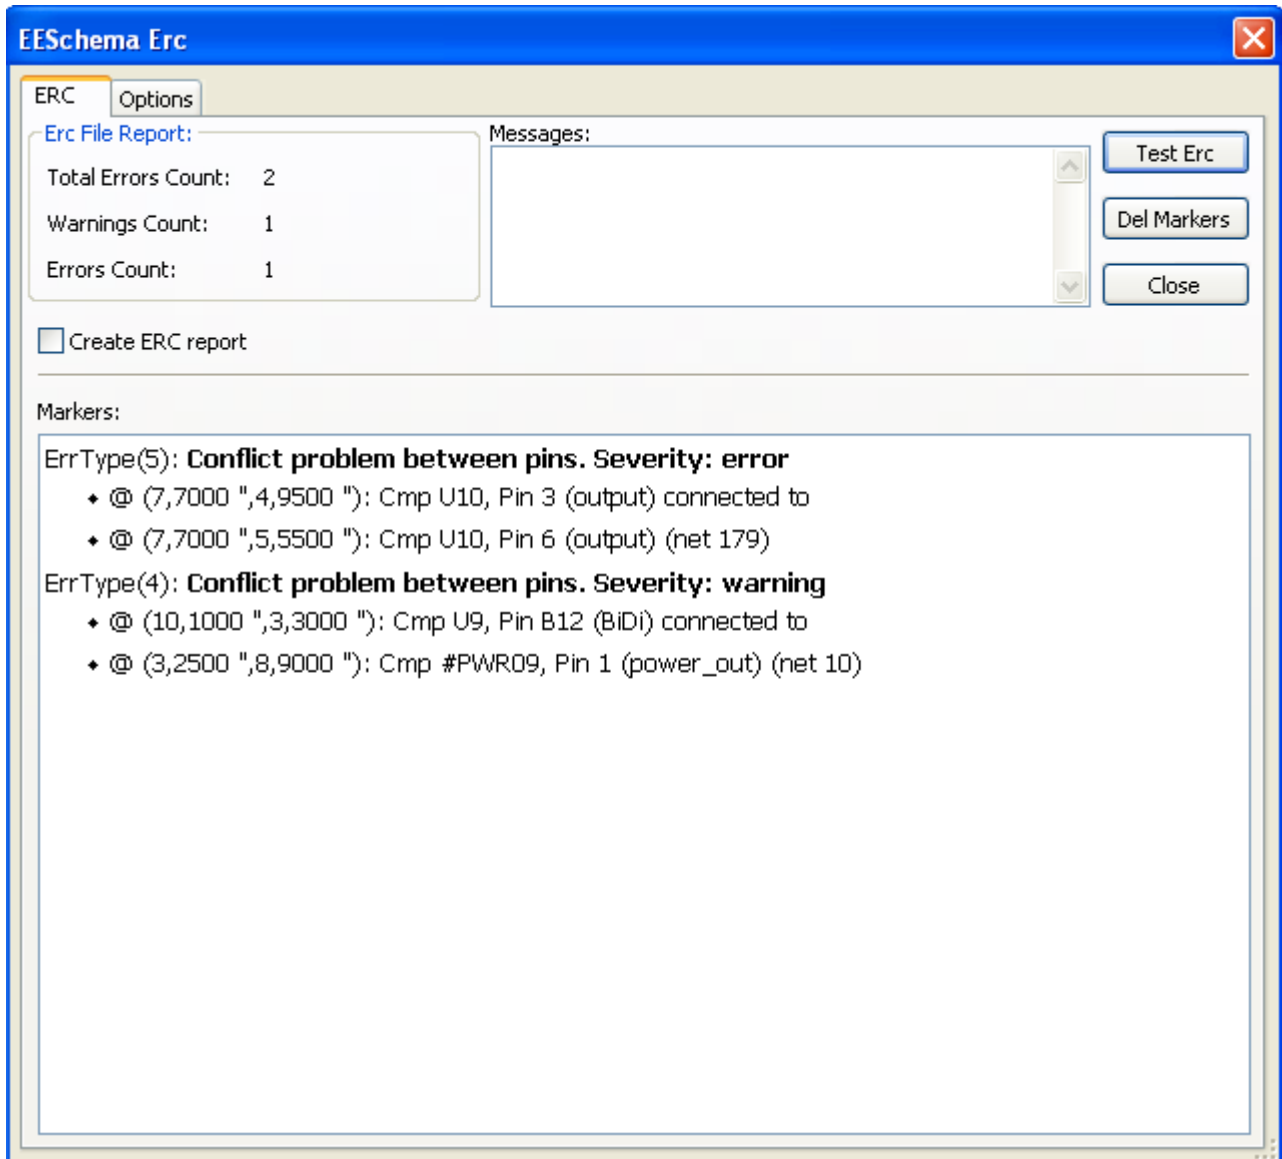 EESchema Erc
ERC
Options
Erc File Report:
Total Errors Count: 2
Warnings Count: 1
Errors Count: 1
Messages:
Test Erc
Del Markers
Close
Create ERC report
Markers:
ErrType(5): Conflict problem between pins. Severity: error
◆ @ (7,7000 ",4,9500 "): Cmp U10, Pin 3 (output) connected to
◆ @ (7,7000 ",5,5500 "): Cmp U10, Pin 6 (output) (net 179)
ErrType(4): Conflict problem between pins. Severity: warning
◆ @ (10,1000 ",3,3000 "): Cmp U9, Pin B12 (BiDi) connected to
◆ @ (3,2500 ",8,9000 "): Cmp #PWR09, Pin 1 (power_out) (net 10)